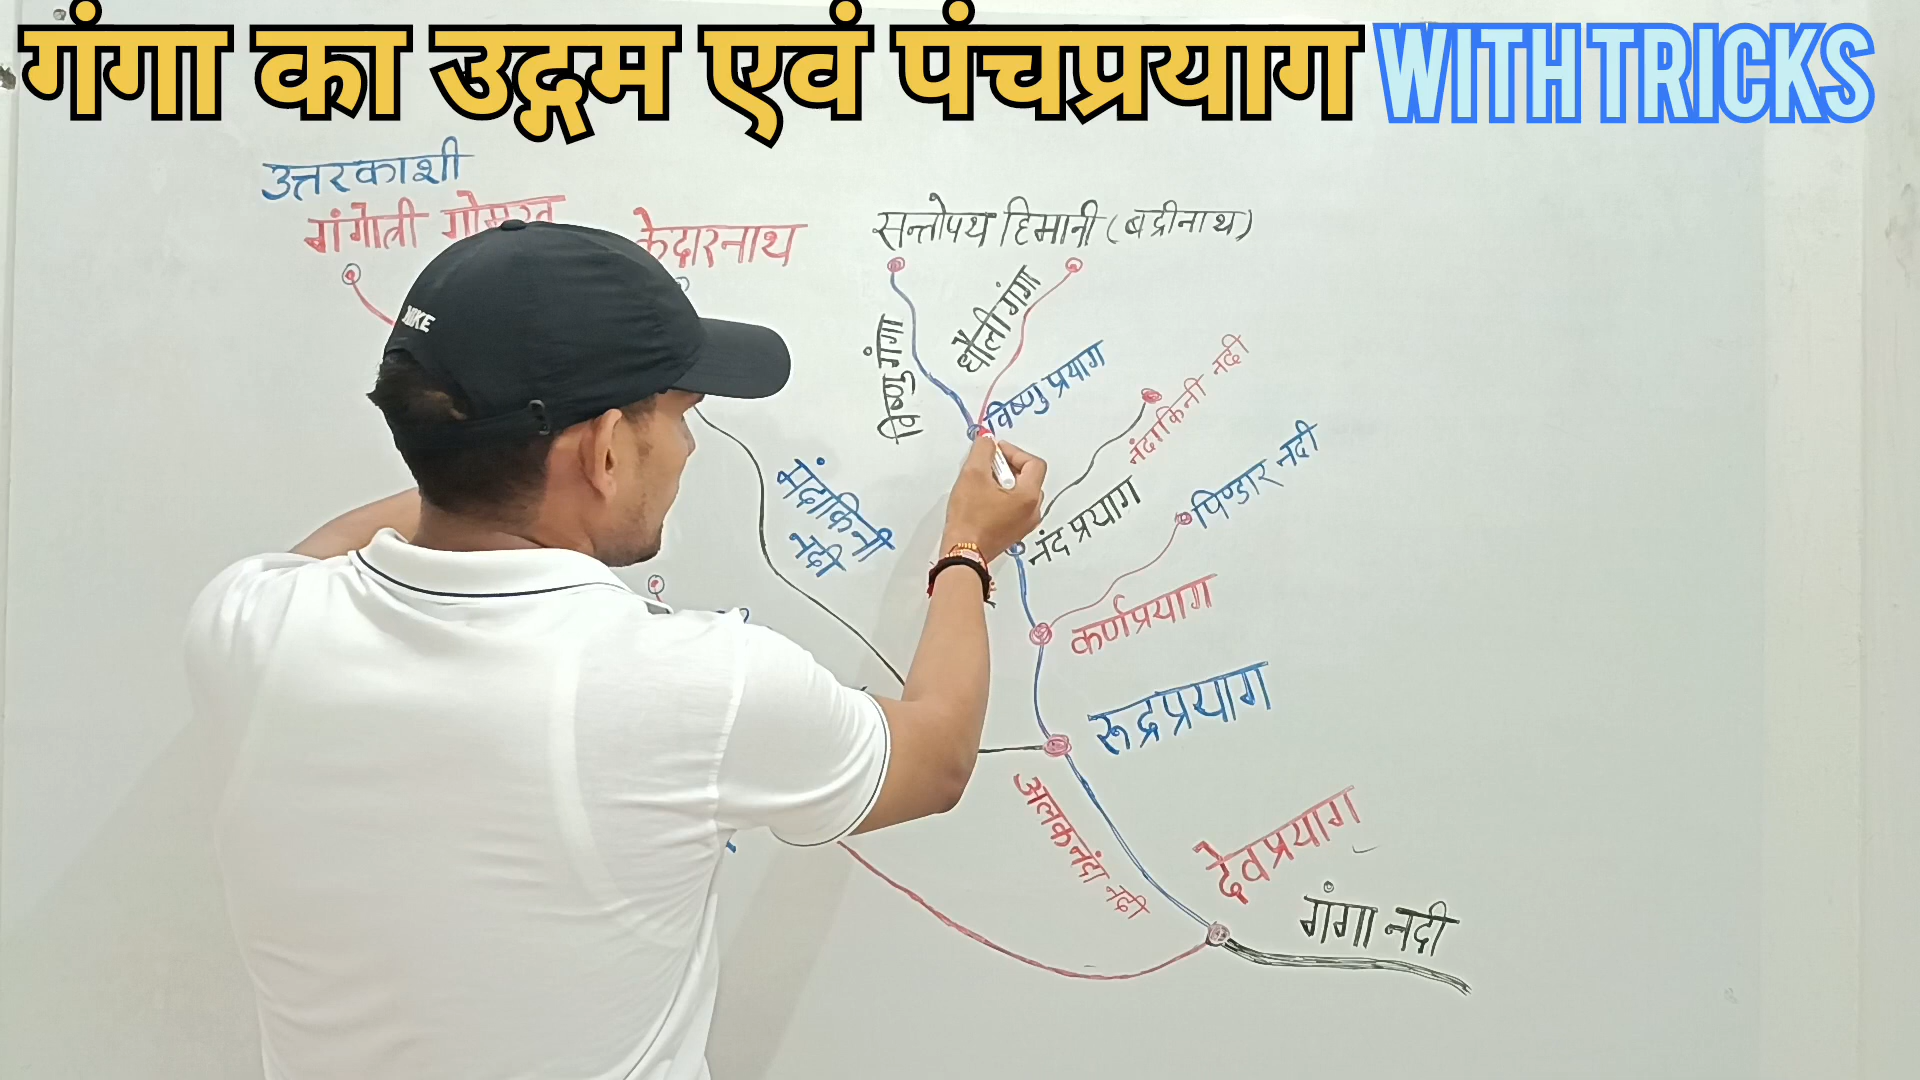 गंगा का उद्गम एवं पंचप्रयाग WITH TRICKS
उत्तरकाशी
गंगोत्री गोमुख
केदारनाथ
सन्तोपथ हिमानी (बद्रीनाथ)
NIKE
विष्णु गंगा
धौली गंगा
विष्णु प्रयाग
नंदाकिनी नदी
मंदाकिनी
नदी
नंद प्रयाग
पिण्डार नदी
कर्णप्रयाग
रूद्रप्रयाग
अलकनंदा नदी
देवप्रयाग
गंगा नदी